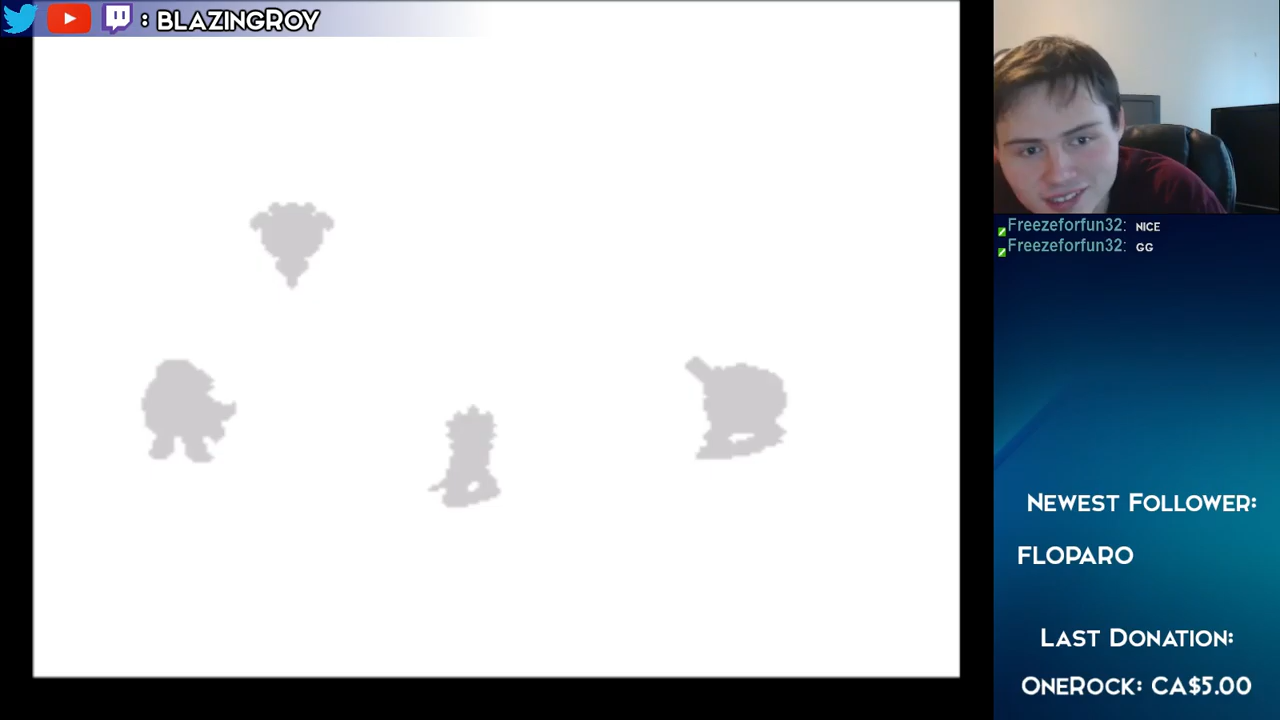 : BLAZINGROY
Freezeforfun32: NICE
Freezeforfun32: GG
NEWEST FOLLOWER:
FLOPARO
LAST DONATION:
ONEROCK: CA$5.00